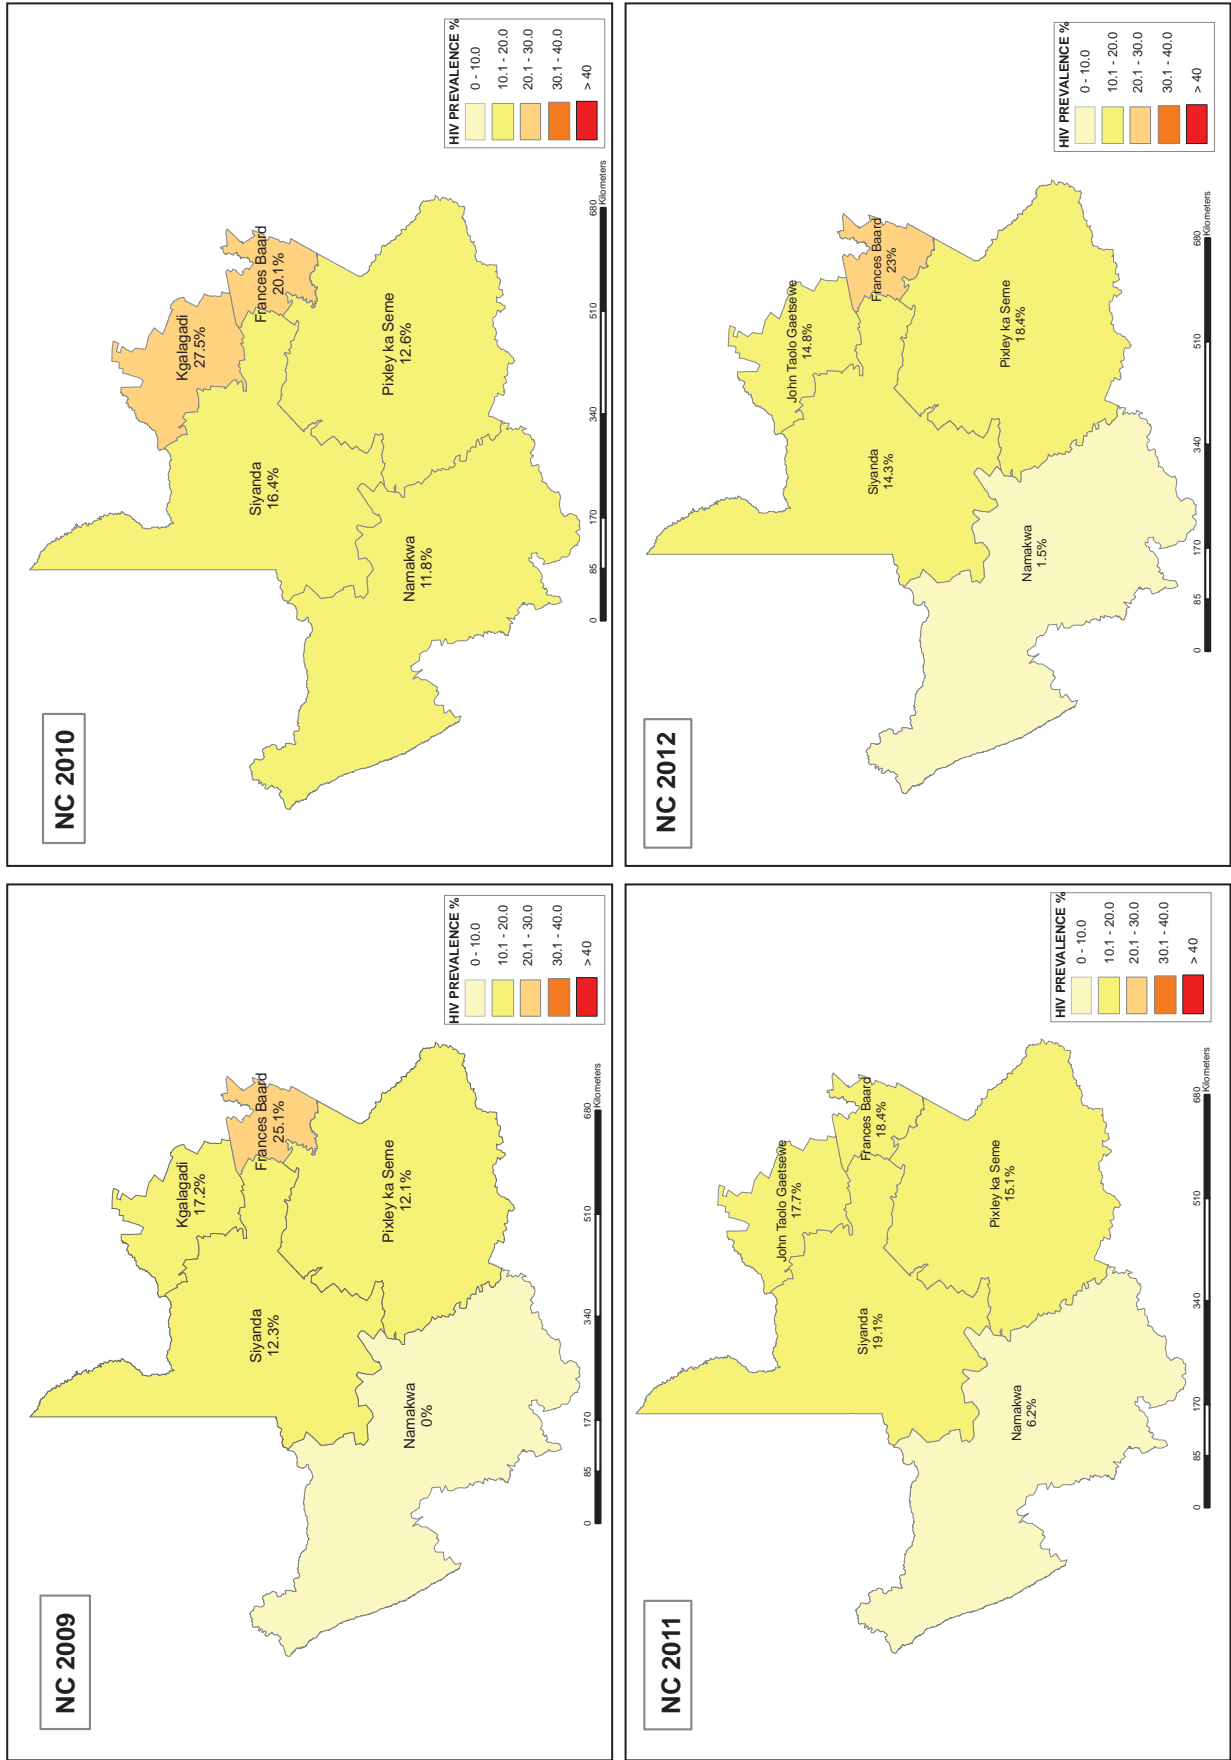 NC 2009
Kgalagadi
17.2%
Frances Baard
25.1%
Siyanda
12.3%
Pixley ka Seme
12.1%
Namakwa
0%
0 85 170 340 510 680
Kilometers
HIV PREVALENCE %
0 - 10.0
10.1 - 20.0
20.1 - 30.0
30.1 - 40.0
> 40
NC 2010
Kgalagadi
27.5%
Frances Baard
20.1%
Siyanda
16.4%
Pixley ka Seme
12.6%
Namakwa
11.8%
0 85 170 340 510 680
Kilometers
HIV PREVALENCE %
0 - 10.0
10.1 - 20.0
20.1 - 30.0
30.1 - 40.0
> 40
NC 2011
John Taolo Gaetsewe
17.7%
Frances Baard
18.4%
Siyanda
19.1%
Pixley ka Seme
15.1%
Namakwa
6.2%
0 85 170 340 510 680
Kilometers
HIV PREVALENCE %
0 - 10.0
10.1 - 20.0
20.1 - 30.0
30.1 - 40.0
> 40
NC 2012
John Taolo Gaetsewe
14.8%
Frances Baard
23%
Siyanda
14.3%
Pixley ka Seme
18.4%
Namakwa
1.5%
0 85 170 340 510 680
Kilometers
HIV PREVALENCE %
0 - 10.0
10.1 - 20.0
20.1 - 30.0
30.1 - 40.0
> 40